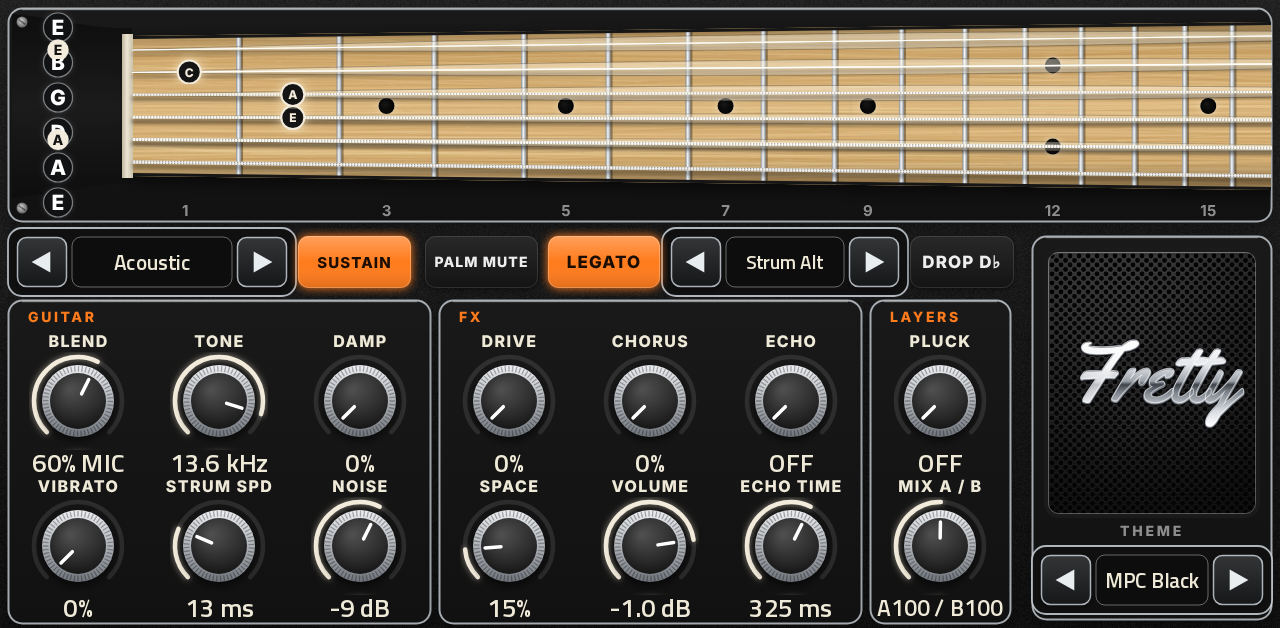 E
E
B
C
G
A
E
D
A
A
E
1 3 5 7 9 12 15
Acoustic SUSTAIN PALM MUTE LEGATO Strum Alt DROP D♭
GUITAR FX LAYERS
BLEND TONE DAMP DRIVE CHORUS ECHO PLUCK
60% MIC 13.6 kHz 0% 0% 0% OFF OFF
VIBRATO STRUM SPD NOISE SPACE VOLUME ECHO TIME MIX A / B
0% 13 ms -9 dB 15% -1.0 dB 325 ms A100 / B100
Fretty
THEME
MPC Black